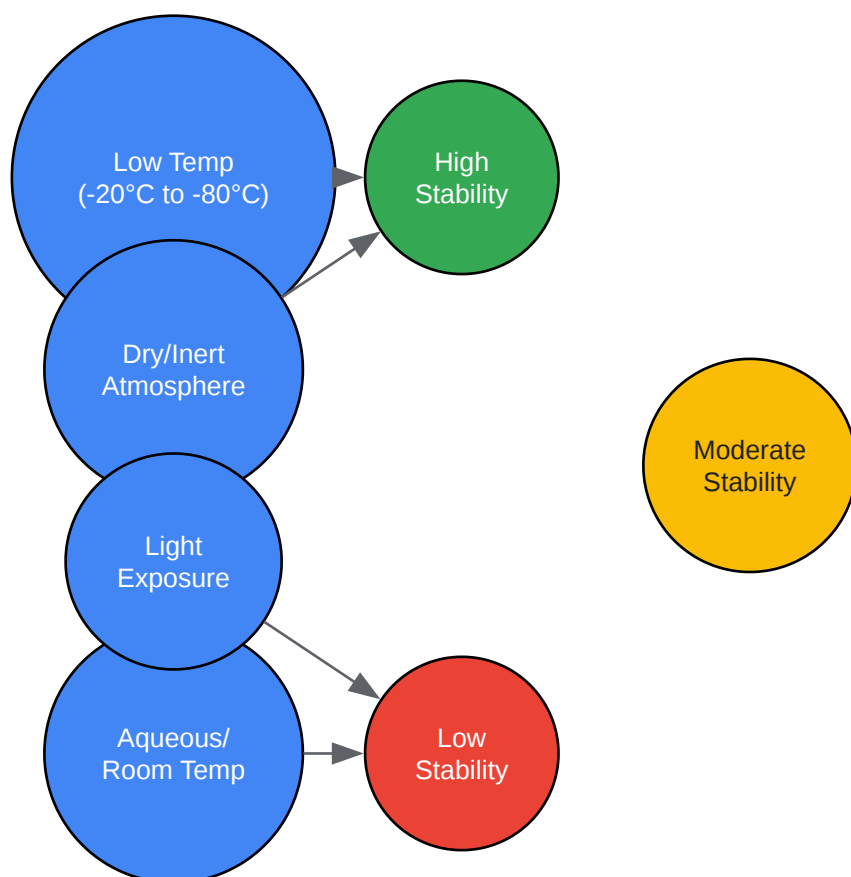 Low Temp
(-20°C to -80°C)
High
Stability
Dry/Inert
Atmosphere
Moderate
Stability
Light
Exposure
Aqueous/
Room Temp
Low
Stability